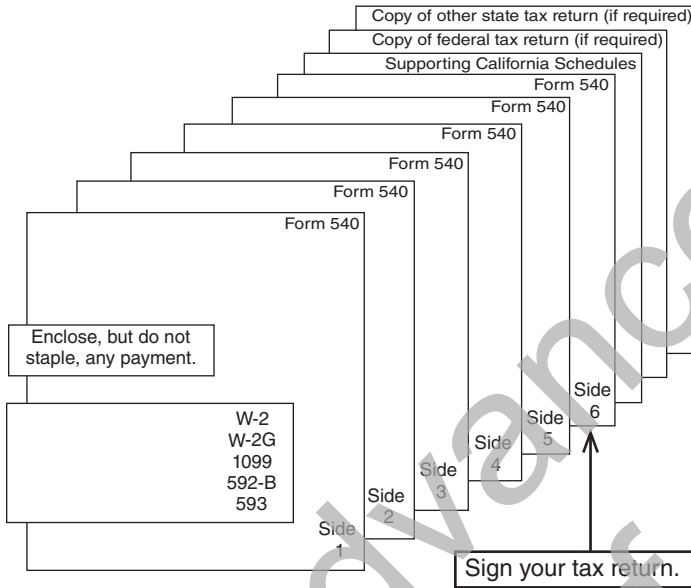 Copy of other state tax return (if required)
Copy of federal tax return (if required)
Supporting California Schedules
Form 540
Form 540
Form 540
Form 540
Form 540
Form 540
Enclose, but do not
staple, any payment.
W-2
W-2G
1099
592-B
593
Side
1
Side
2
Side
3
Side
4
Side
5
Side
6
Sign your tax return.